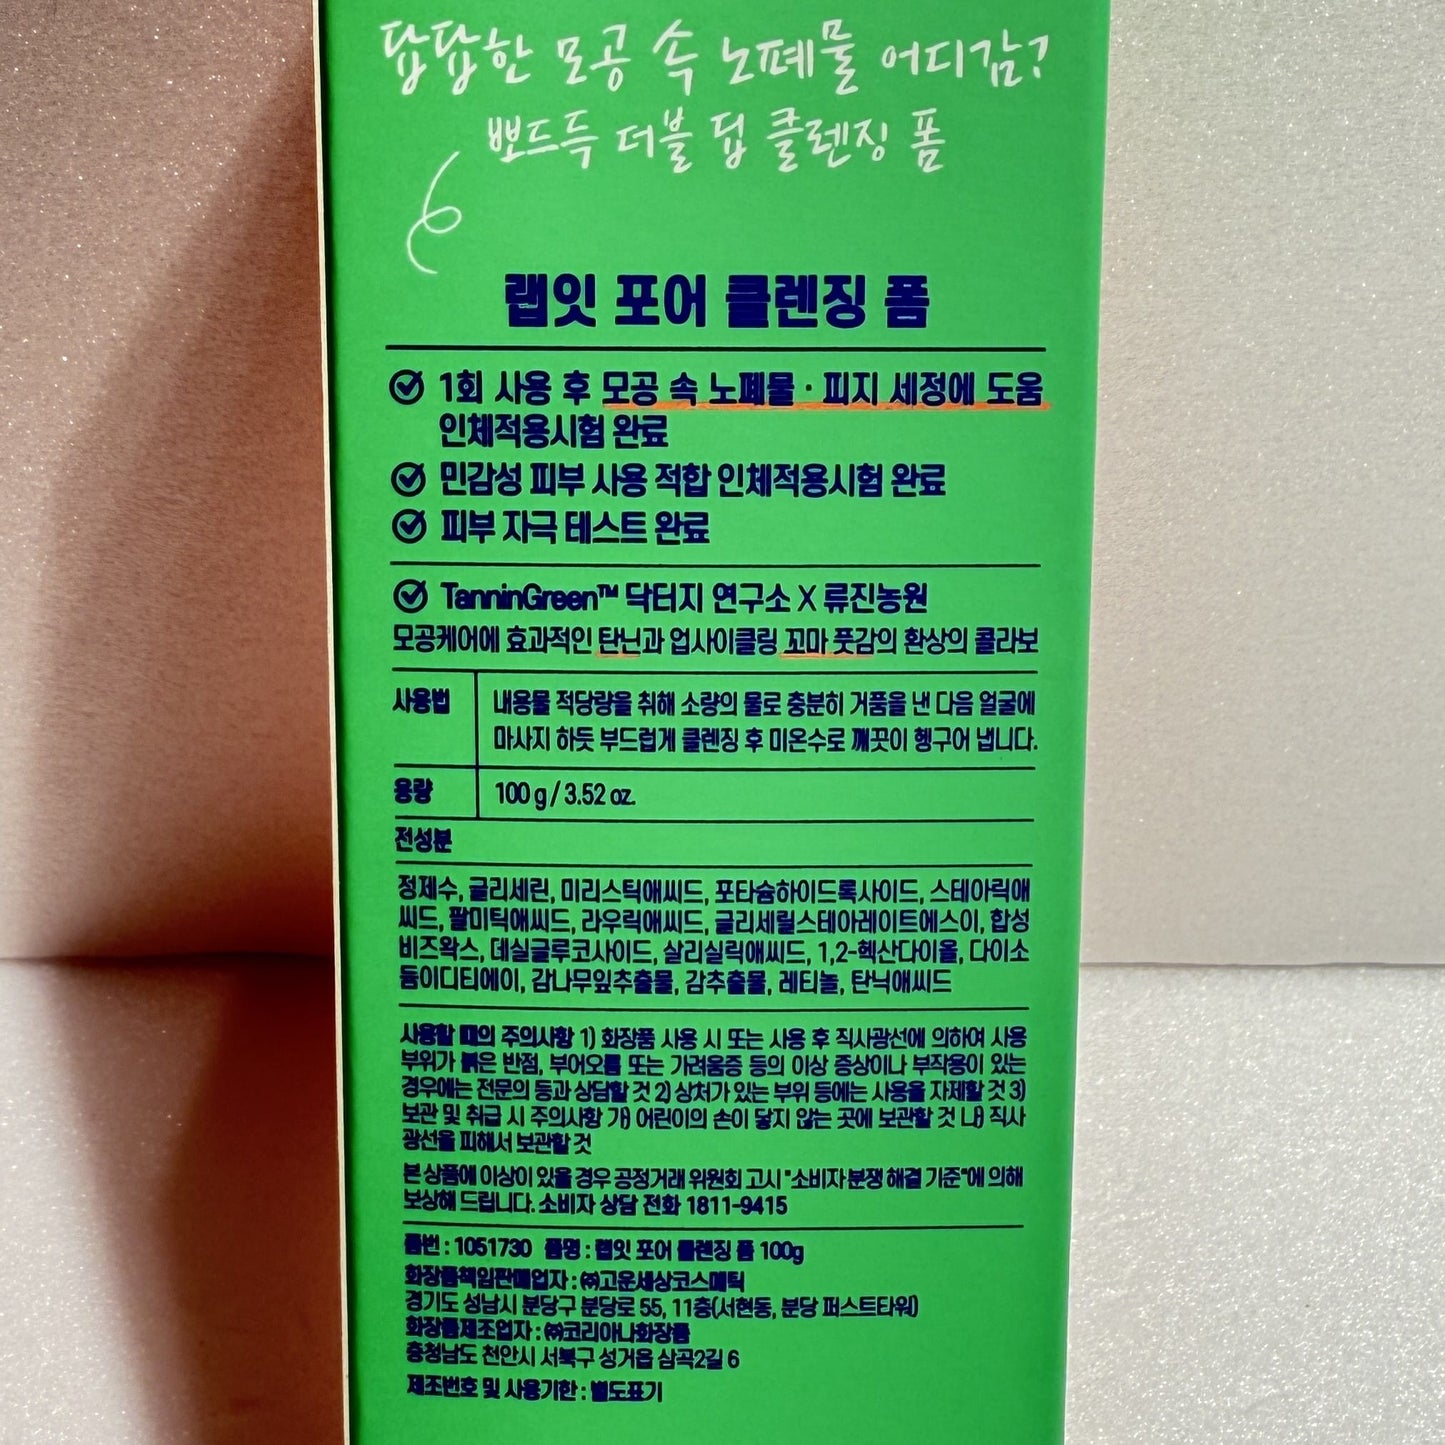 답답한 모공 속 노폐물 어디감?
뽀드득 더블 딥 클렌징 폼
랩잇 포어 클렌징 폼
1회 사용 후 모공 속 노폐물·피지 세정에 도움
인체적용시험 완료
민감성 피부 사용 적합 인체적용시험 완료
피부 자극 테스트 완료
TanninGreen™ 닥터지 연구소 X 류진농원
모공케어에 효과적인 탄닌과 업사이클링 꼬마 풋감의 환상의 콜라보
사용법
내용물 적당량을 취해 소량의 물로 충분히 거품을 낸 다음 얼굴에
마사지 하듯 부드럽게 클렌징 후 미온수로 깨끗이 헹구어 냅니다.
용량
100 g / 3.52 oz.
전성분
정제수, 글리세린, 미리스틱애씨드, 포타슘하이드록사이드, 스테아릭애
씨드, 팔미틱애씨드, 라우릭애씨드, 글리세릴스테아레이트에스이, 합성
비즈왁스, 데실글루코사이드, 살리실릭애씨드, 1,2-헥산다이올, 다이소
듐이디티에이, 감나무잎추출물, 감추출물, 레티놀, 탄닉애씨드
사용할 때의 주의사항 1) 화장품 사용 시 또는 사용 후 직사광선에 의하여 사용
부위가 붉은 반점, 부어오름 또는 가려움증 등의 이상 증상이나 부작용이 있는
경우에는 전문의 등과 상담할 것 2) 상처가 있는 부위 등에는 사용을 자제할 것 3)
보관 및 취급 시 주의사항 가) 어린이의 손이 닿지 않는 곳에 보관할 것 나) 직사
광선을 피해서 보관할 것
본 상품에 이상이 있을 경우 공정거래 위원회 고시 "소비자 분쟁 해결 기준"에 의해
보상해 드립니다. 소비자 상담 전화 1811-9415
품번 : 1051730 품명 : 랩잇 포어 클렌징 폼 100g
화장품책임판매업자 : ㈜고운세상코스메틱
경기도 성남시 분당구 분당로 55, 11층(서현동, 분당 퍼스트타워)
화장품제조업자 : ㈜코리아나화장품
충청남도 천안시 서북구 성거읍 삼곡2길 6
제조번호 및 사용기한 : 별도표기